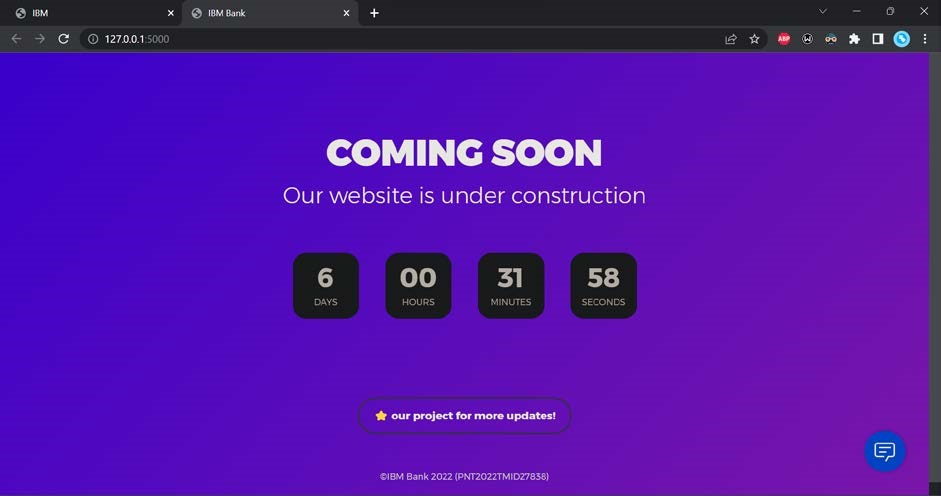 IBM
IBM Bank
127.0.0.1:5000
ABP
COMING SOON
Our website is under construction
6 00 31 58
DAYS HOURS MINUTES SECONDS
our project for more updates!
©IBM Bank 2022 (PNT2022TMID27838)